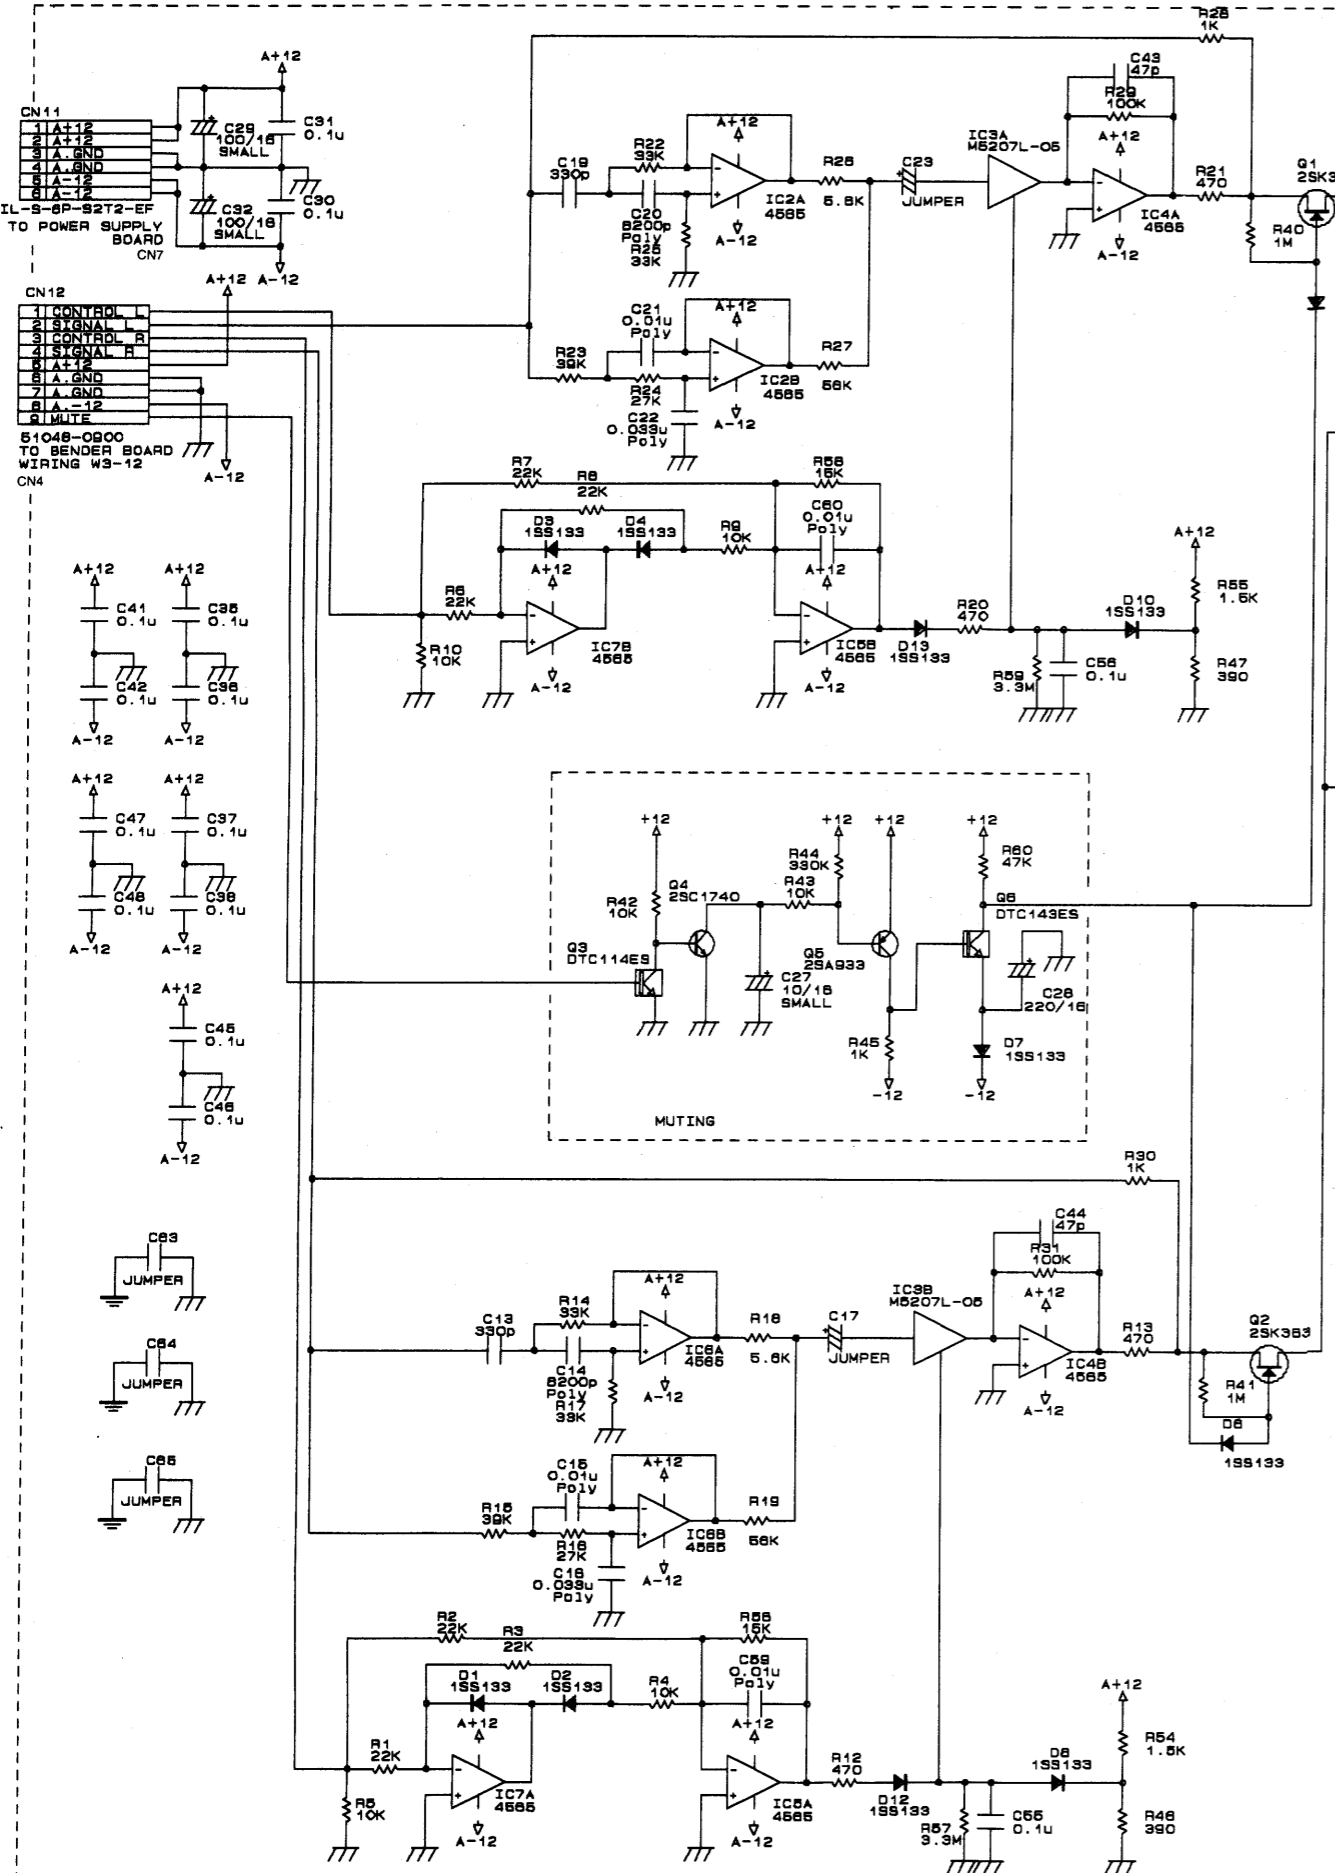 R28
1K
A+12
C43
47p
R29
100K
CN11
1 A+12
2 A+12
3 A.GND
4 A.GND
5 A-12
6 A-12
IL-S-6P-S2T2-EF
TO POWER SUPPLY
BOARD
CN7
C29
100/16
SMALL
C31
0.1u
C32
100/16
SMALL
C30
0.1u
A-12
C19
330p
R22
33K
C20
8200p
Poly
R25
33K
A+12
IC2A
4565
A-12
R26
5.6K
C23
JUMPER
IC3A
M5207L-05
A+12
IC4A
4565
A-12
R21
470
R40
1M
Q1
2SK3
CN12
1 CONTROL L
2 SIGNAL L
3 CONTROL R
4 SIGNAL R
5 A+12
6 A.GND
7 A.GND
8 A.-12
9 MUTE
51048-0900
TO BENDER BOARD
WIRING W3-12
CN4
A+12
A-12
R23
39K
C21
0.01u
Poly
R24
27K
C22
0.033u
Poly
A+12
IC2B
4565
A-12
R27
56K
R7
22K
R8
22K
D3
1SS133
D4
1SS133
R9
10K
R56
15K
C60
0.01u
Poly
R6
22K
R10
10K
A+12
IC7B
4565
A-12
A+12
IC5B
4565
A-12
D13
1SS133
R20
470
R59
3.3M
C56
0.1u
D10
1SS133
A+12
R55
1.5K
R47
390
A+12
C41
0.1u
C42
0.1u
A-12
A+12
C35
0.1u
C36
0.1u
A-12
A+12
C47
0.1u
C48
0.1u
A-12
A+12
C37
0.1u
C38
0.1u
A-12
A+12
C45
0.1u
C46
0.1u
A-12
+12
R42
10K
Q3
DTC114ES
Q4
2SC1740
+12
R44
330K
R43
10K
C27
10/16
SMALL
+12
Q5
2SA933
R45
1K
-12
+12
R60
47K
Q6
DTC143ES
C28
220/16
D7
1SS133
-12
MUTING
R30
1K
C63
JUMPER
C64
JUMPER
C65
JUMPER
C13
330p
R14
33K
C14
8200p
Poly
R17
33K
A+12
IC6A
4565
A-12
R18
5.6K
C17
JUMPER
IC3B
M5207L-05
C44
47p
R31
100K
A+12
IC4B
4565
A-12
R13
470
R41
1M
Q2
2SK363
D6
1SS133
R15
39K
C15
0.01u
Poly
R16
27K
C16
0.033u
Poly
A+12
IC6B
4565
A-12
R19
56K
R2
22K
R3
22K
D1
1SS133
D2
1SS133
R4
10K
R58
15K
C59
0.01u
Poly
R1
22K
R5
10K
A+12
IC7A
4565
A-12
A+12
IC5A
4565
A-12
R12
470
D12
1SS133
R57
3.3M
C55
0.1u
D8
1SS133
A+12
R54
1.5K
R46
390